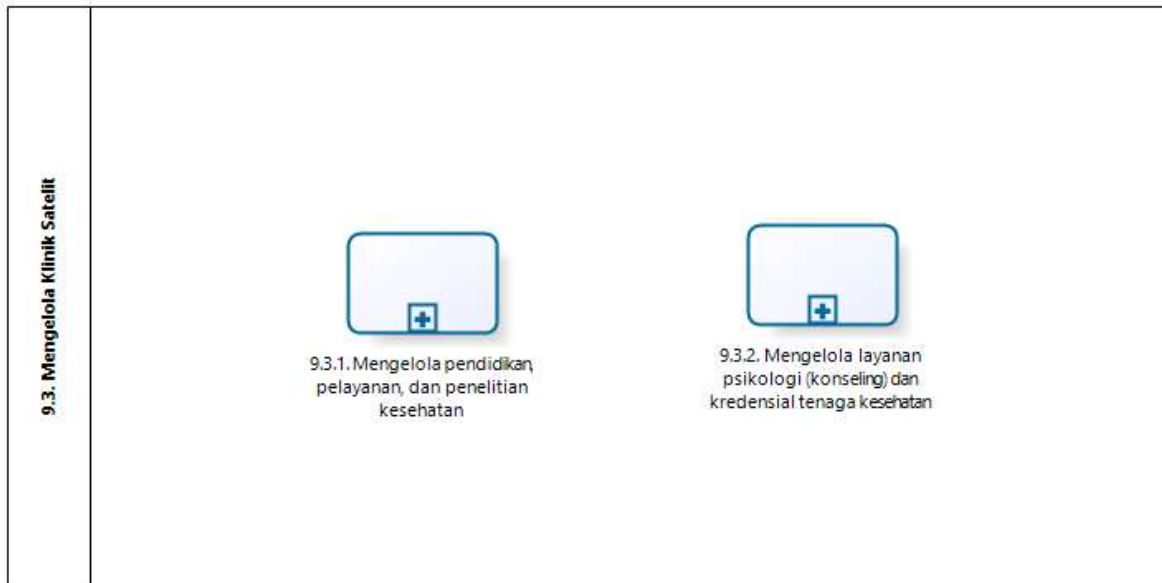 9.3. Mengelola Klinik Satelit
9.3.1. Mengelola pendidikan,
pelayanan, dan penelitian
kesehatan
9.3.2. Mengelola layanan
psikologi (konseling) dan
kredensial tenaga kesehatan